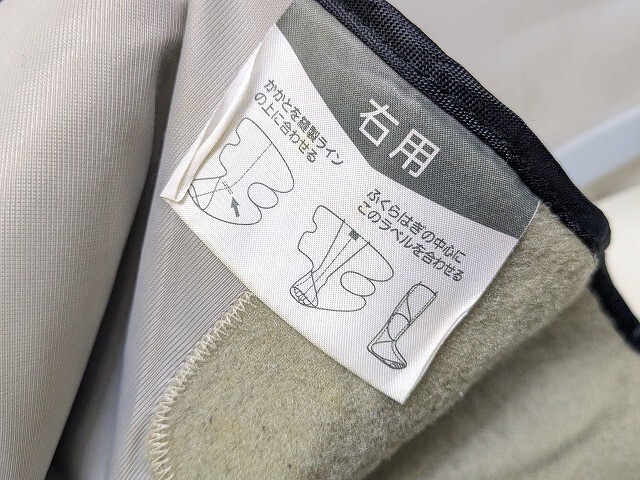 右用
かかとを縫製ライン
の上に合わせる
ふくらはぎの中心に
このラベルを合わせる